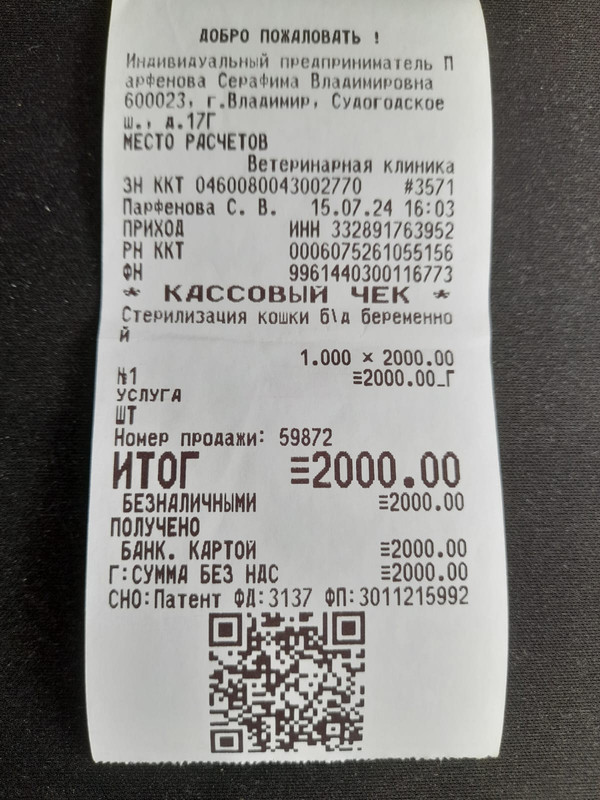 ДОБРО ПОЖАЛОВАТЬ !
Индивидуальный предприниматель П
арфенова Серафима Владимировна
600023, г.Владимир, Судогодское
ш., д.17Г
МЕСТО РАСЧЕТОВ
Ветеринарная клиника
ЗН ККТ 0460080043002770 #3571
Парфенова С. В. 15.07.24 16:03
ПРИХОД ИНН 332891763952
РН ККТ 0006075261055156
ФН 9961440300116773
* КАССОВЫЙ ЧЕК *
Стерилизация кошки б\д беременно
й
1.000 × 2000.00
№1 ≡2000.00_Г
УСЛУГА
ШТ
Номер продажи: 59872
ИТОГ ≡2000.00
БЕЗНАЛИЧНЫМИ ≡2000.00
ПОЛУЧЕНО
БАНК. КАРТОЙ ≡2000.00
Г:СУММА БЕЗ НДС ≡2000.00
СНО:Патент ФД:3137 ФП:3011215992